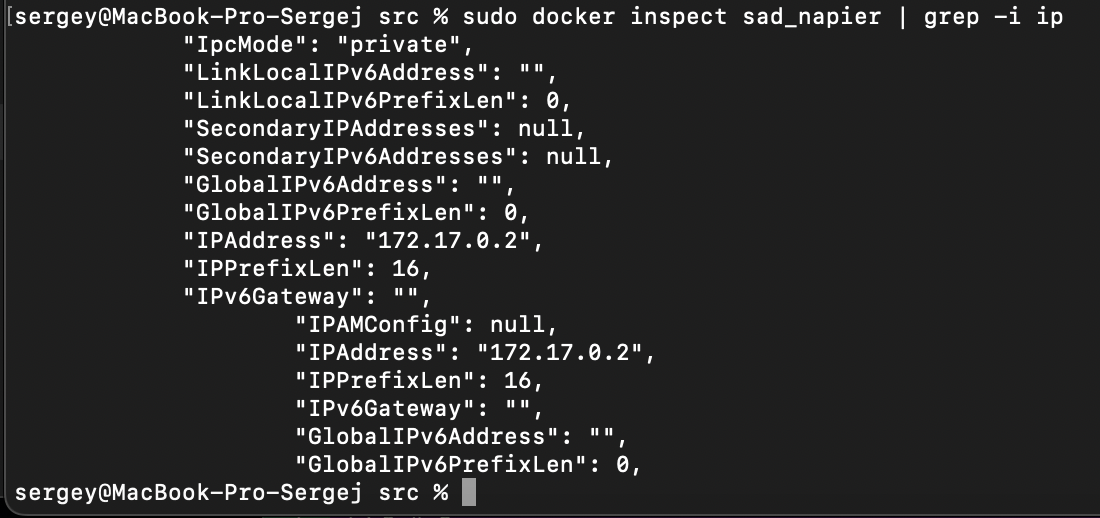 [sergey@MacBook-Pro-Sergej src % sudo docker inspect sad_napier | grep -i ip
"IpcMode": "private",
"LinkLocalIPv6Address": "",
"LinkLocalIPv6PrefixLen": 0,
"SecondaryIPAddresses": null,
"SecondaryIPv6Addresses": null,
"GlobalIPv6Address": "",
"GlobalIPv6PrefixLen": 0,
"IPAddress": "172.17.0.2",
"IPPrefixLen": 16,
"IPv6Gateway": "",
"IPAMConfig": null,
"IPAddress": "172.17.0.2",
"IPPrefixLen": 16,
"IPv6Gateway": "",
"GlobalIPv6Address": "",
"GlobalIPv6PrefixLen": 0,
sergey@MacBook-Pro-Sergej src %